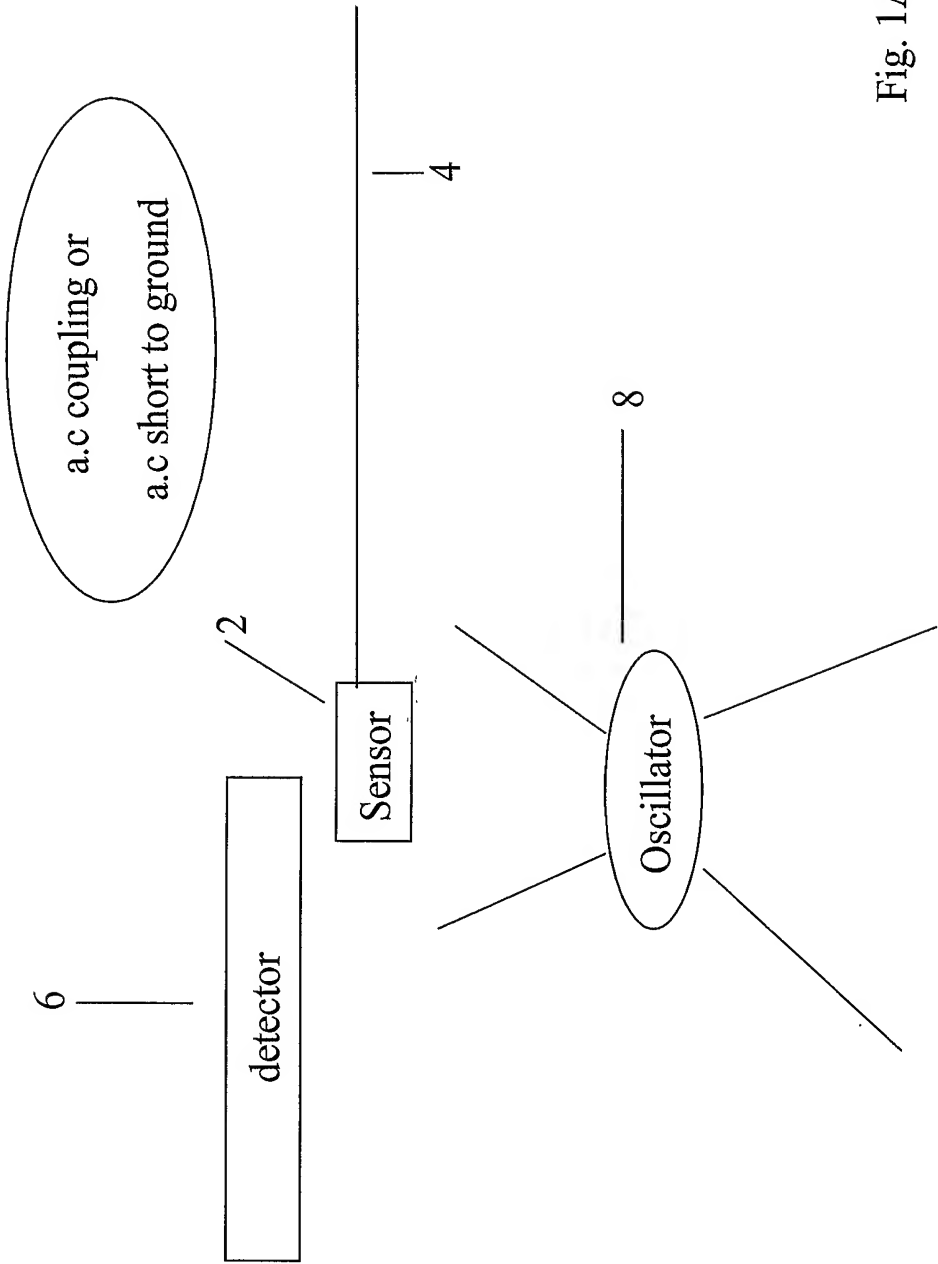 6
detector
2
Sensor
a.c coupling or
a.c short to ground
4
Oscillator
8
Fig. 1A